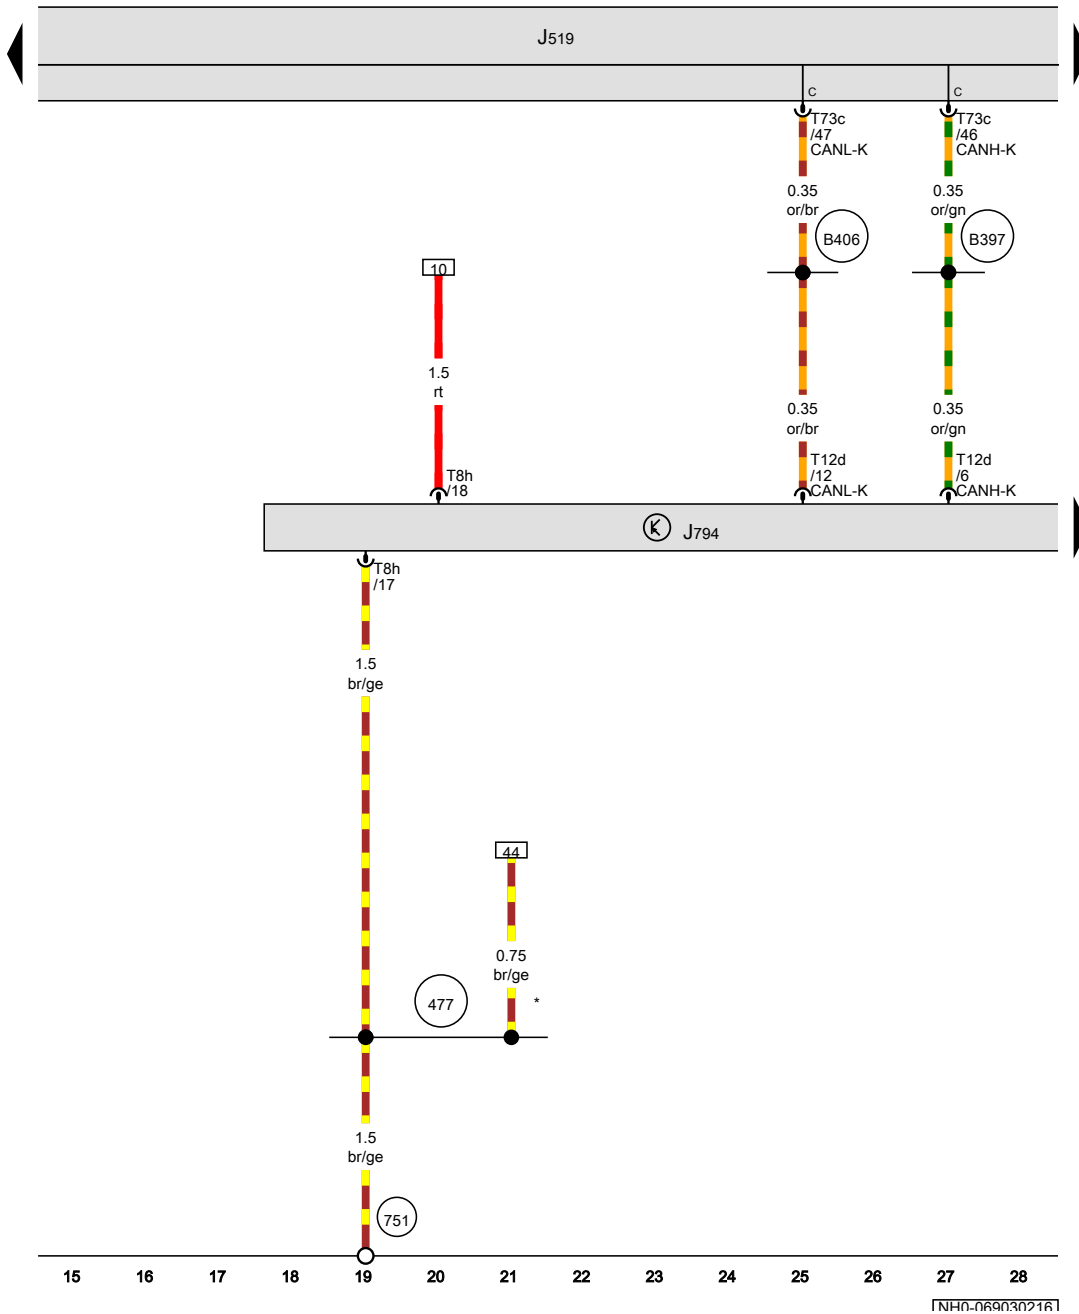 J519
C
C
T73c
/47
CANL-K
T73c
/46
CANH-K
0.35
or/br
0.35
or/gn
B406
B397
10
1.5
rt
0.35
or/br
0.35
or/gn
T8h
/18
T12d
/12
CANL-K
T12d
/6
CANH-K
K
J794
T8h
/17
1.5
br/ge
44
0.75
br/ge
477
*
1.5
br/ge
751
15 16 17 18 19 20 21 22 23 24 25 26 27 28
NH0-069030216